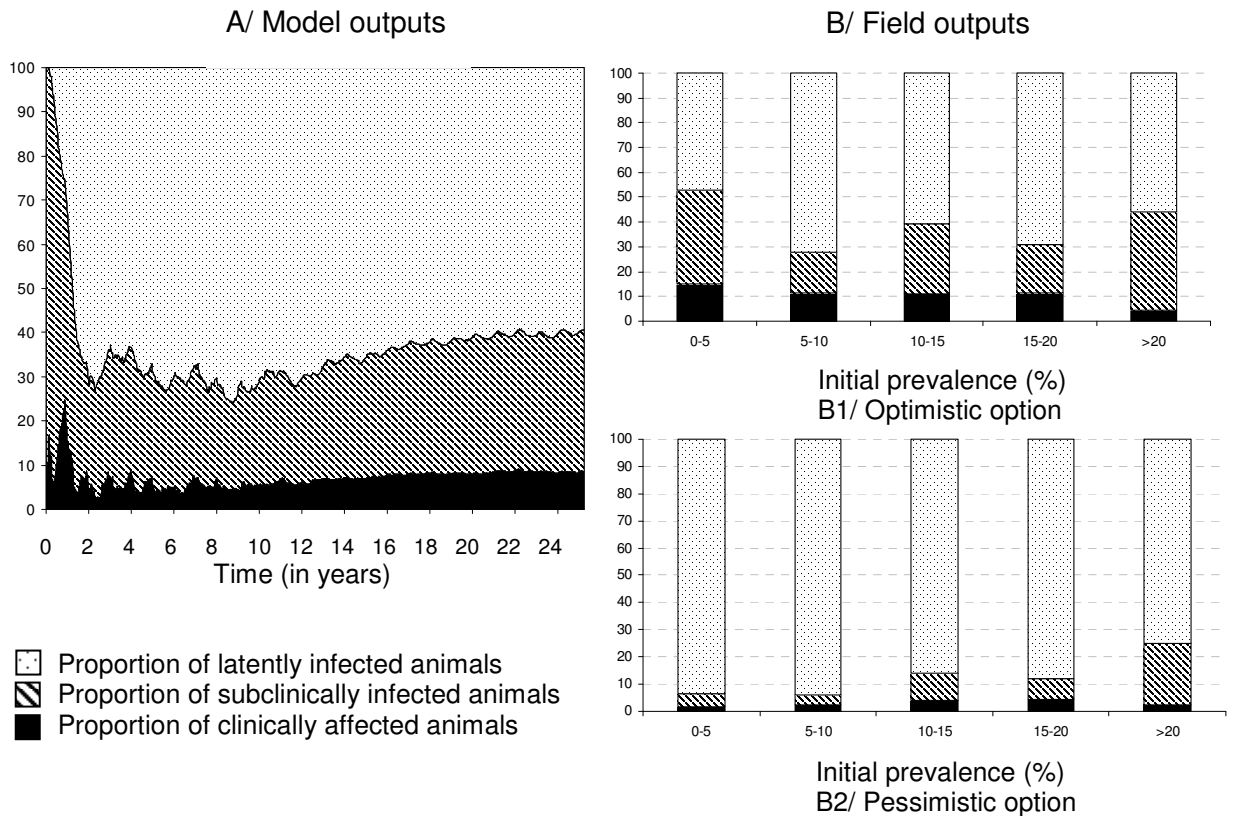 A/ Model outputs
100
90
80
70
60
50
40
30
20
10
0
0 2 4 6 8 10 12 14 16 18 20 22 24
Time (in years)
Proportion of latently infected animals
Proportion of subclinically infected animals
Proportion of clinically affected animals
B/ Field outputs
100
90
80
70
60
50
40
30
20
10
0
0-5 5-10 10-15 15-20 >20
Initial prevalence (%)
B1/ Optimistic option
100
90
80
70
60
50
40
30
20
10
0
0-5 5-10 10-15 15-20 >20
Initial prevalence (%)
B2/ Pessimistic option